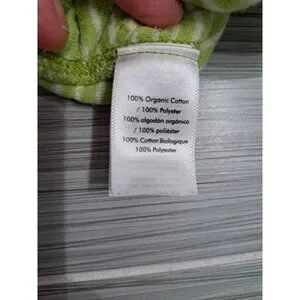 100% Organic Cotton
/ 100% Polyster
100% algodón orgánico
/ 100% poliéster
100% Cotton Biologique
100% Polyester